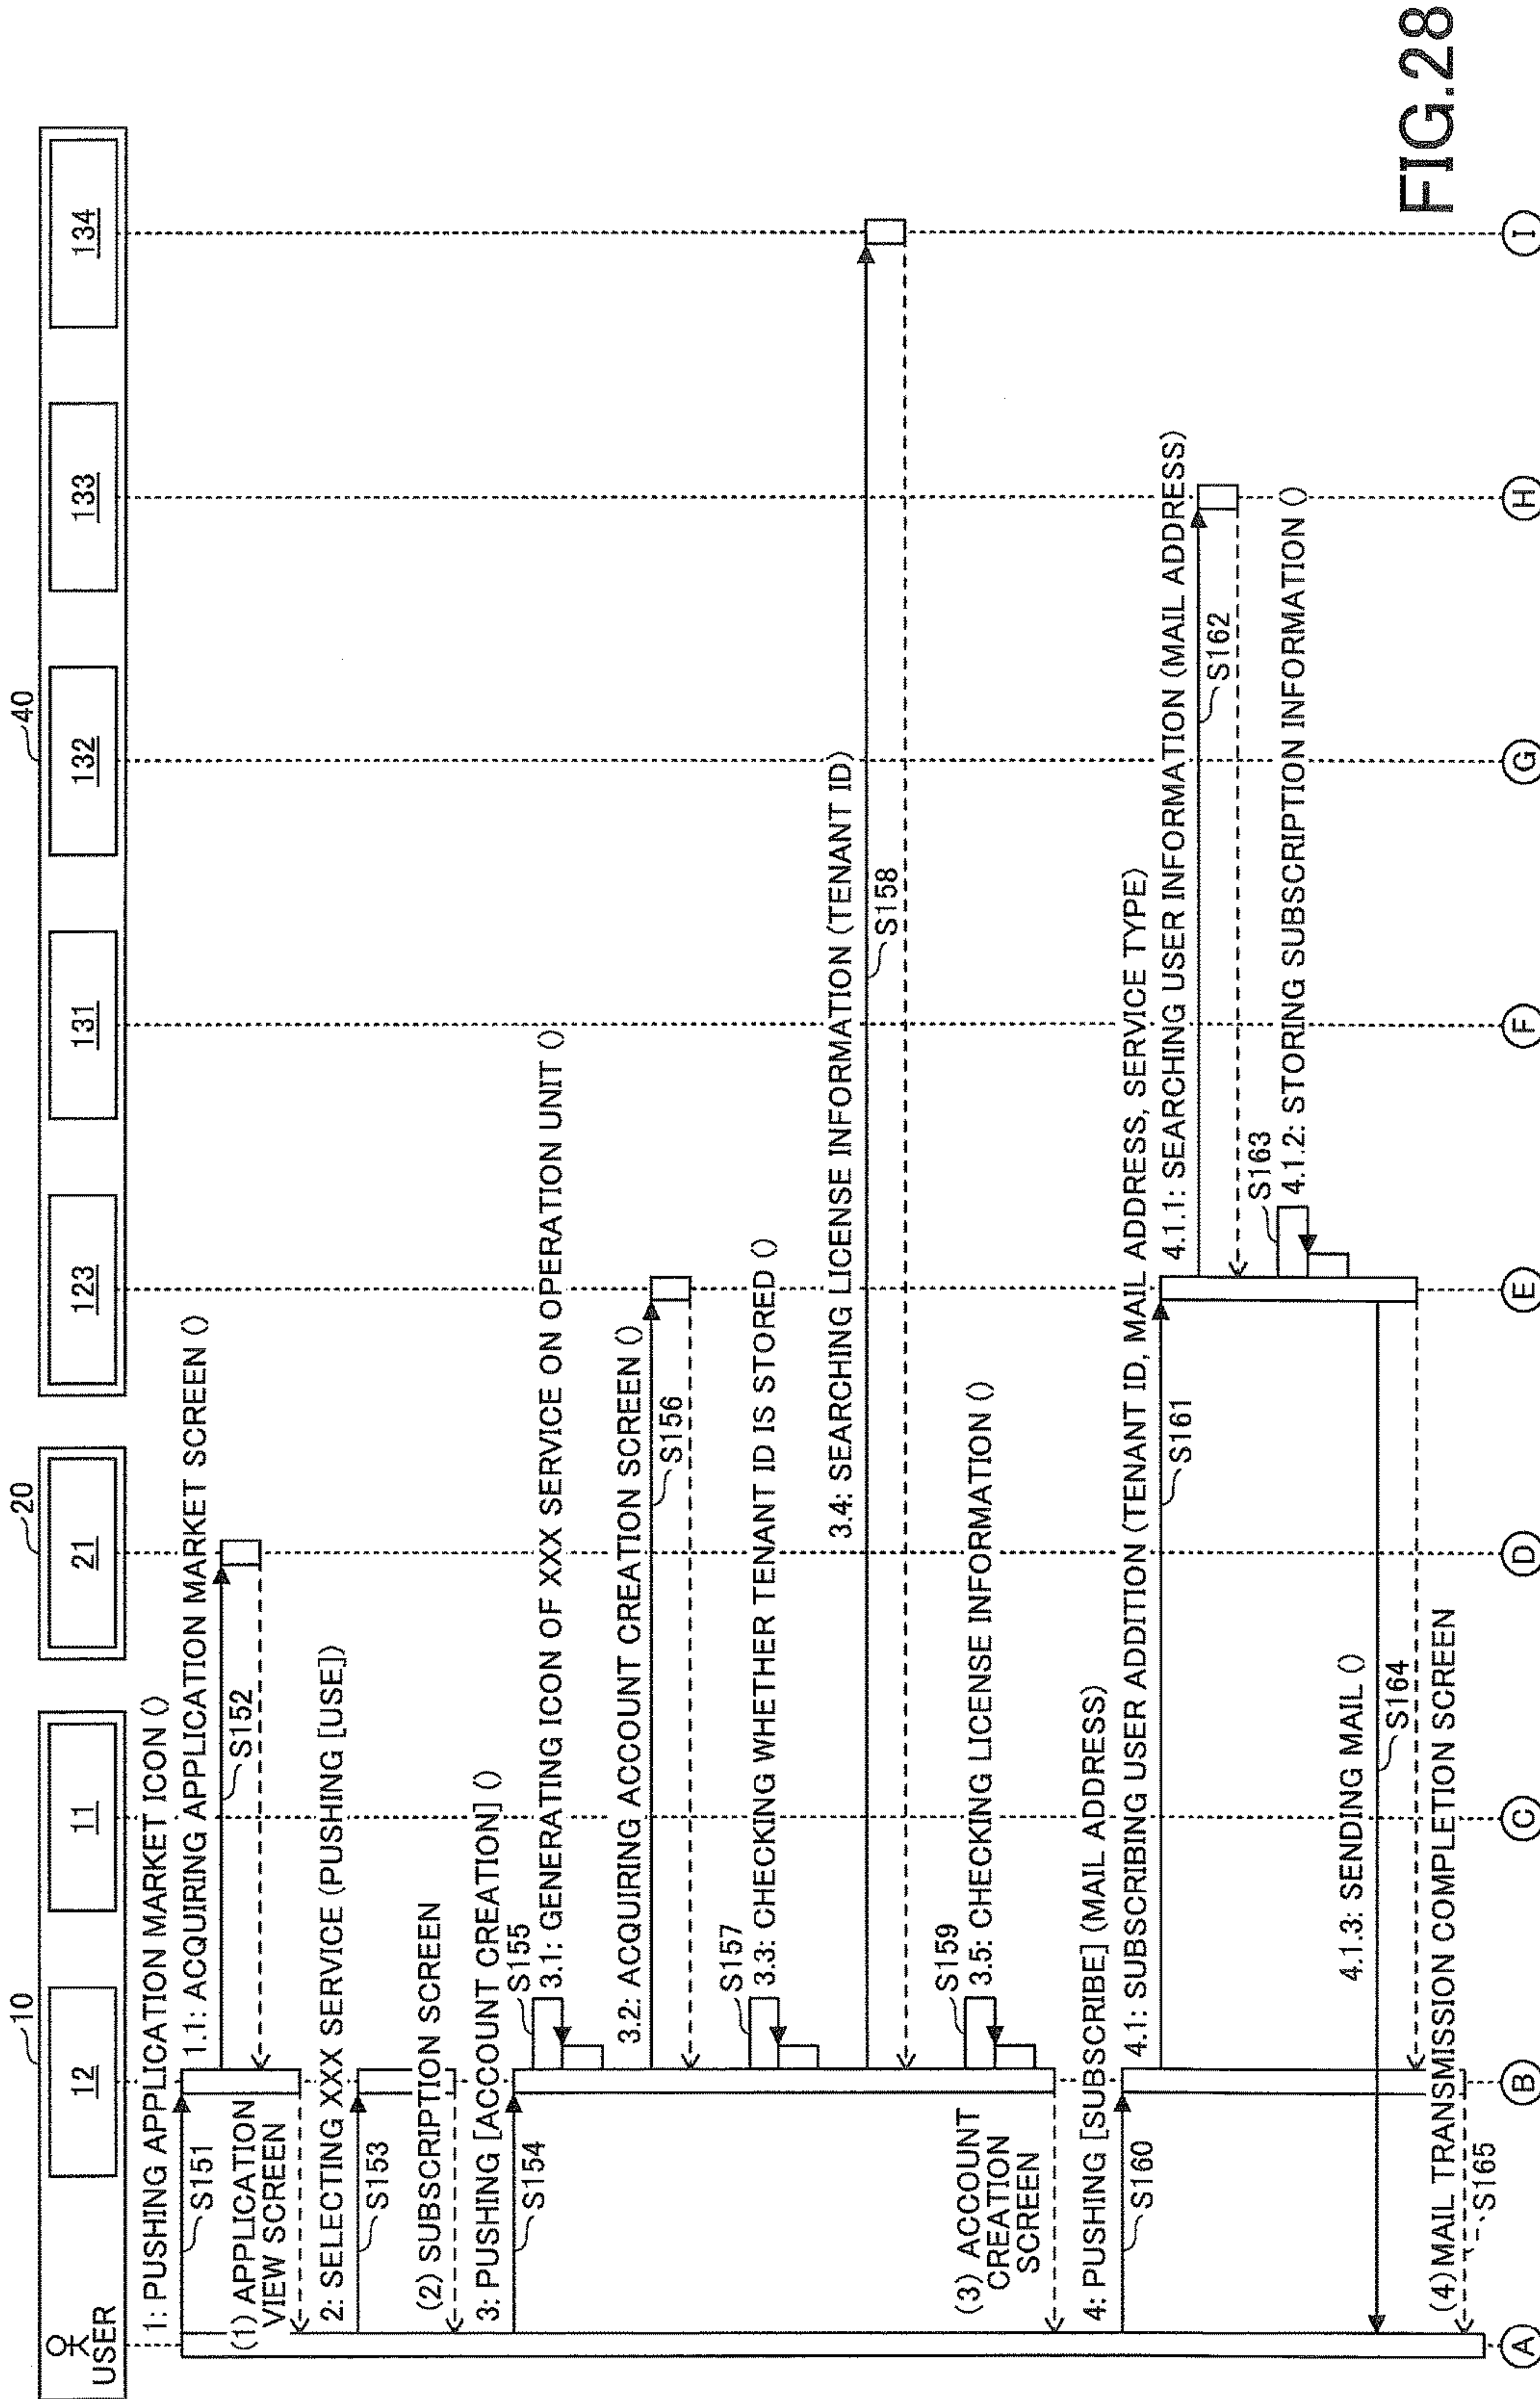 10
20
40
USER
12
11
21
123
131
132
133
134
1: PUSHING APPLICATION MARKET ICON ()
S151
1.1: ACQUIRING APPLICATION MARKET SCREEN ()
S152
(1) APPLICATION
VIEW SCREEN
2: SELECTING XXX SERVICE (PUSHING [USE])
S153
(2) SUBSCRIPTION SCREEN
3: PUSHING [ACCOUNT CREATION] ()
S154
S155
3.1: GENERATING ICON OF XXX SERVICE ON OPERATION UNIT ()
3.2: ACQUIRING ACCOUNT CREATION SCREEN ()
S156
S157
3.3: CHECKING WHETHER TENANT ID IS STORED ()
3.4: SEARCHING LICENSE INFORMATION (TENANT ID)
S158
S159
3.5: CHECKING LICENSE INFORMATION ()
(3) ACCOUNT
CREATION
SCREEN
4: PUSHING [SUBSCRIBE] (MAIL ADDRESS)
S160
4.1: SUBSCRIBING USER ADDITION (TENANT ID, MAIL ADDRESS, SERVICE TYPE)
S161
4.1.1: SEARCHING USER INFORMATION (MAIL ADDRESS)
S162
S163
4.1.2: STORING SUBSCRIPTION INFORMATION ()
4.1.3: SENDING MAIL ()
S164
(4) MAIL TRANSMISSION COMPLETION SCREEN
S165
A
B
C
D
E
F
G
H
I
FIG.28